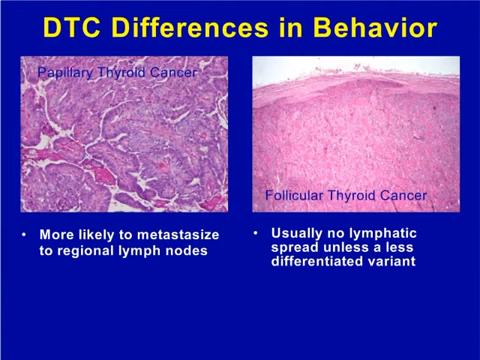 DTC Differences in Behavior
Papillary Thyroid Cancer
Follicular Thyroid Cancer
• More likely to metastasize
to regional lymph nodes
• Usually no lymphatic
spread unless a less
differentiated variant